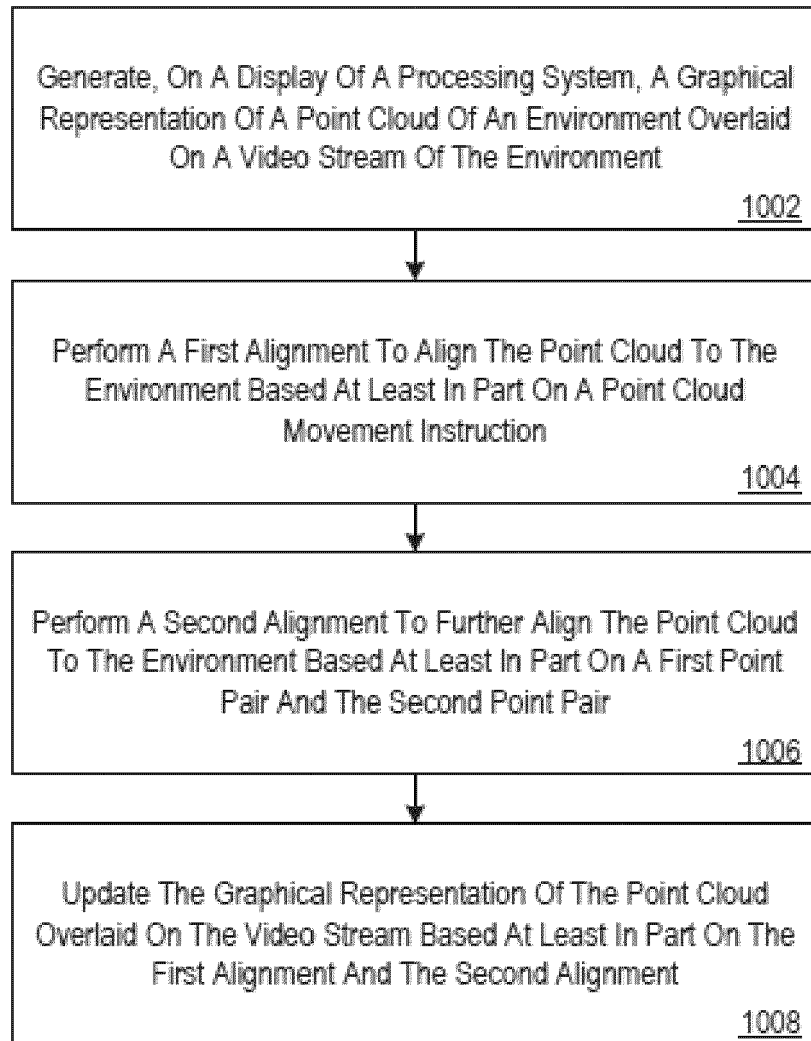 Generate, On A Display Of A Processing System, A Graphical
Representation Of A Point Cloud Of An Environment Overlaid
On A Video Stream Of The Environment
1002
Perform A First Alignment To Align The Point Cloud To The
Environment Based At Least In Part On A Point Cloud
Movement Instruction
1004
Perform A Second Alignment To Further Align The Point Cloud
To The Environment Based At Least In Part On A First Point
Pair And The Second Point Pair
1006
Update The Graphical Representation Of The Point Cloud
Overlaid On The Video Stream Based At Least In Part On The
First Alignment And The Second Alignment
1008